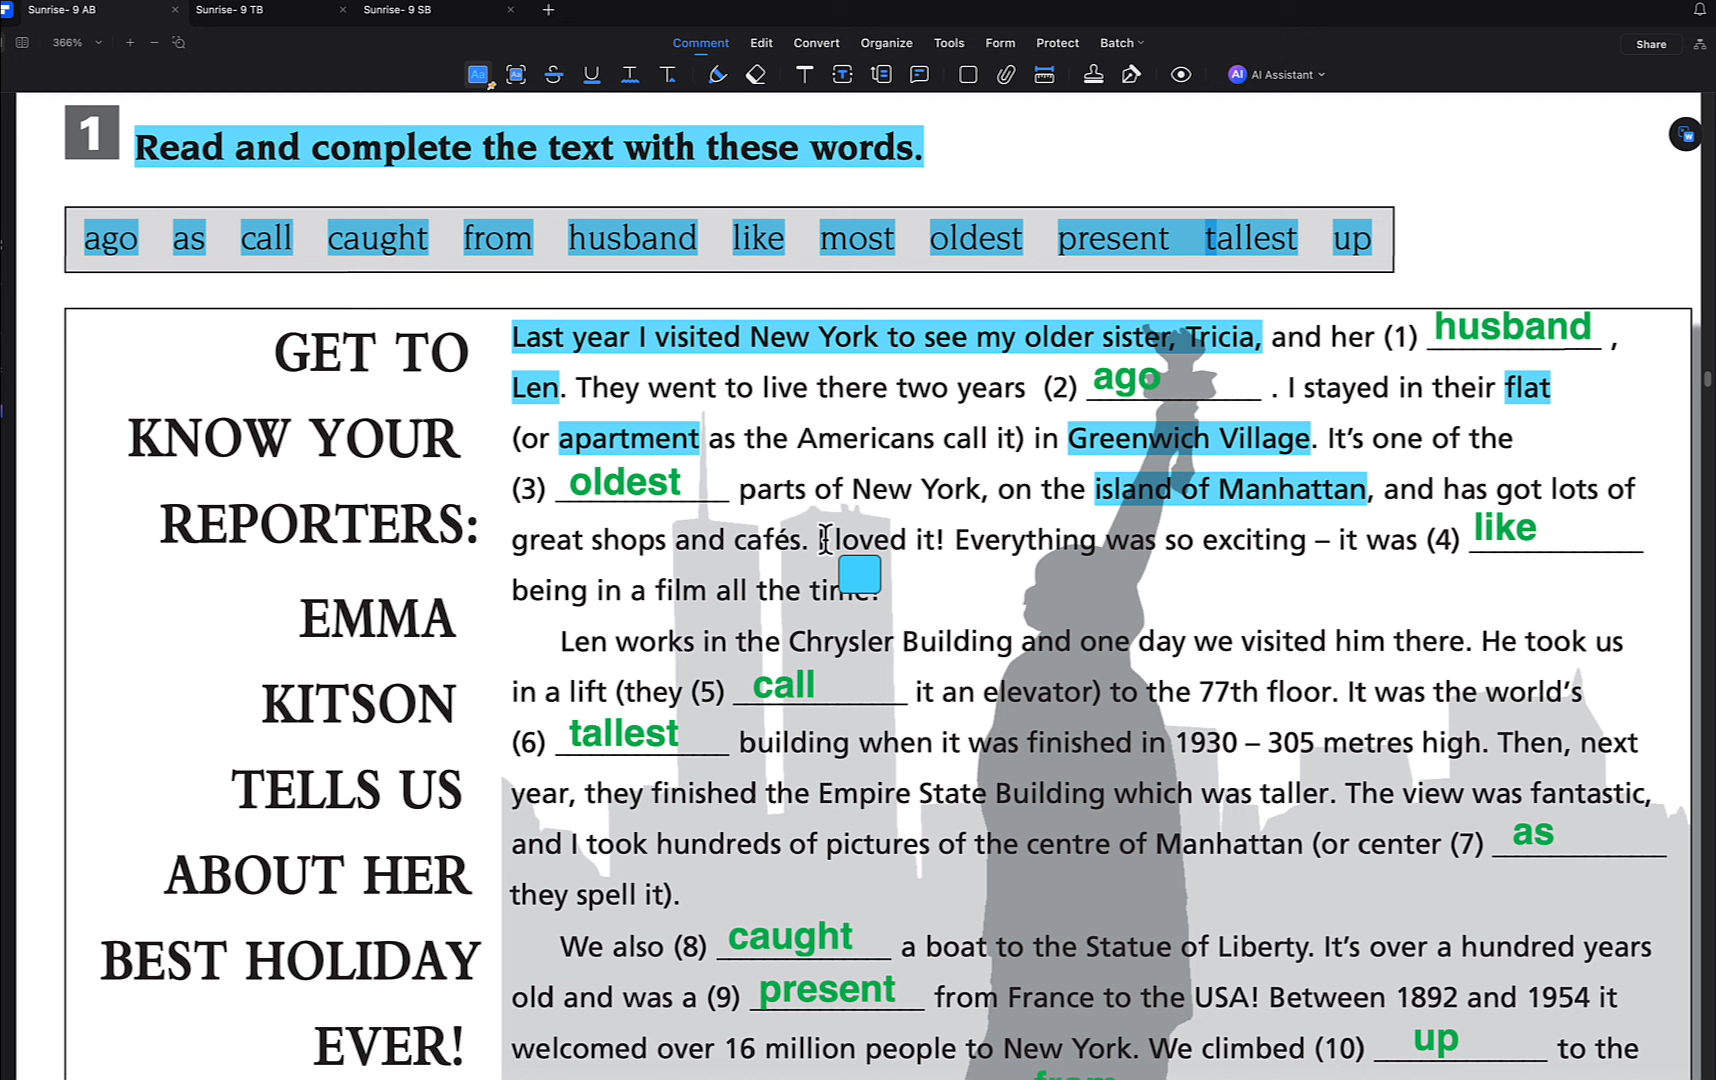 Sunrise- 9 AB
Sunrise- 9 TB
Sunrise- 9 SB
366%
Comment Edit Convert Organize Tools Form Protect Batch
Share
AI AI Assistant
1 Read and complete the text with these words.
ago as call caught from husband like most oldest present tallest up
GET TO
KNOW YOUR
REPORTERS:
EMMA
KITSON
TELLS US
ABOUT HER
BEST HOLIDAY
EVER!
Last year I visited New York to see my older sister, Tricia, and her (1) husband ,
Len. They went to live there two years (2) ago . I stayed in their flat
(or apartment as the Americans call it) in Greenwich Village. It's one of the
(3) oldest parts of New York, on the island of Manhattan, and has got lots of
great shops and cafés. I loved it! Everything was so exciting – it was (4) like
being in a film all the time!
Len works in the Chrysler Building and one day we visited him there. He took us
in a lift (they (5) call it an elevator) to the 77th floor. It was the world's
(6) tallest building when it was finished in 1930 – 305 metres high. Then, next
year, they finished the Empire State Building which was taller. The view was fantastic,
and I took hundreds of pictures of the centre of Manhattan (or center (7) as
they spell it).
We also (8) caught a boat to the Statue of Liberty. It's over a hundred years
old and was a (9) present from France to the USA! Between 1892 and 1954 it
welcomed over 16 million people to New York. We climbed (10) up to the
from